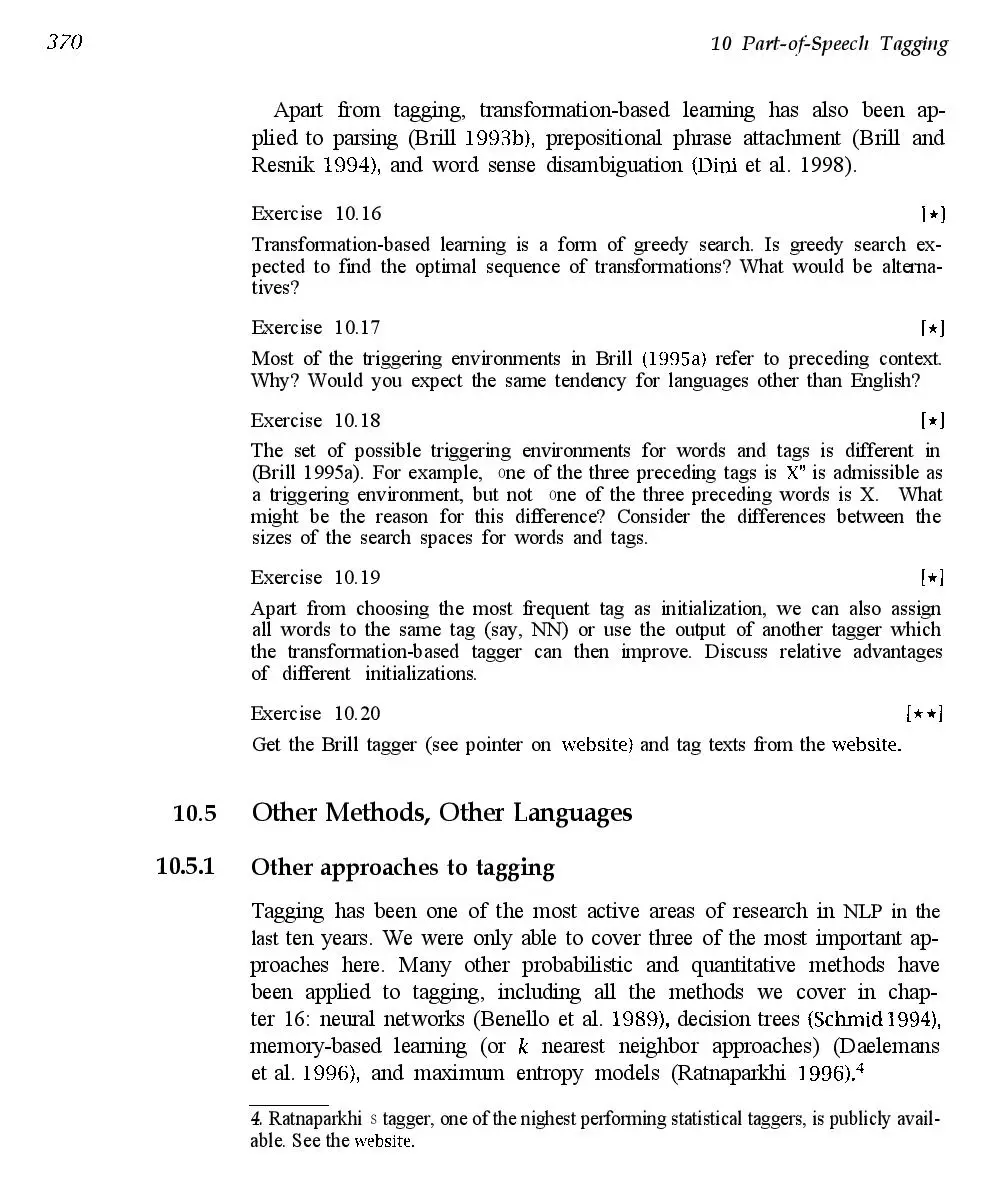 370
10 Part-of-Speech Tagging
Apart from tagging, transformation-based learning has also been ap-
plied to parsing (Brill 1993b), prepositional phrase attachment (Brill and
Resnik 1994), and word sense disambiguation (Dini et al. 1998).
Exercise 10.16 [★]
Transformation-based learning is a form of greedy search. Is greedy search ex-
pected to find the optimal sequence of transformations? What would be alterna-
tives?
Exercise 10.17 [★]
Most of the triggering environments in Brill (1995a) refer to preceding context.
Why? Would you expect the same tendency for languages other than English?
Exercise 10.18 [★]
The set of possible triggering environments for words and tags is different in
(Brill 1995a). For example, one of the three preceding tags is X" is admissible as
a triggering environment, but not one of the three preceding words is X. What
might be the reason for this difference? Consider the differences between the
sizes of the search spaces for words and tags.
Exercise 10.19 [★]
Apart from choosing the most frequent tag as initialization, we can also assign
all words to the same tag (say, NN) or use the output of another tagger which
the transformation-based tagger can then improve. Discuss relative advantages
of different initializations.
Exercise 10.20 [★★]
Get the Brill tagger (see pointer on website) and tag texts from the website.
10.5 Other Methods, Other Languages
10.5.1 Other approaches to tagging
Tagging has been one of the most active areas of research in NLP in the
last ten years. We were only able to cover three of the most important ap-
proaches here. Many other probabilistic and quantitative methods have
been applied to tagging, including all the methods we cover in chap-
ter 16: neural networks (Benello et al. 1989), decision trees (Schmid 1994),
memory-based learning (or k nearest neighbor approaches) (Daelemans
et al. 1996), and maximum entropy models (Ratnaparkhi 1996).4
4. Ratnaparkhi s tagger, one of the nighest performing statistical taggers, is publicly avail-
able. See the website.